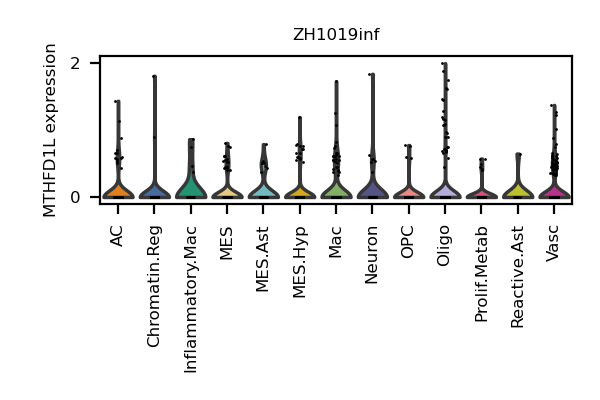 ZH1019inf
MTHFD1L expression
2
0
AC
Chromatin.Reg
Inflammatory.Mac
MES
MES.Ast
MES.Hyp
Mac
Neuron
OPC
Oligo
Prolif.Metab
Reactive.Ast
Vasc